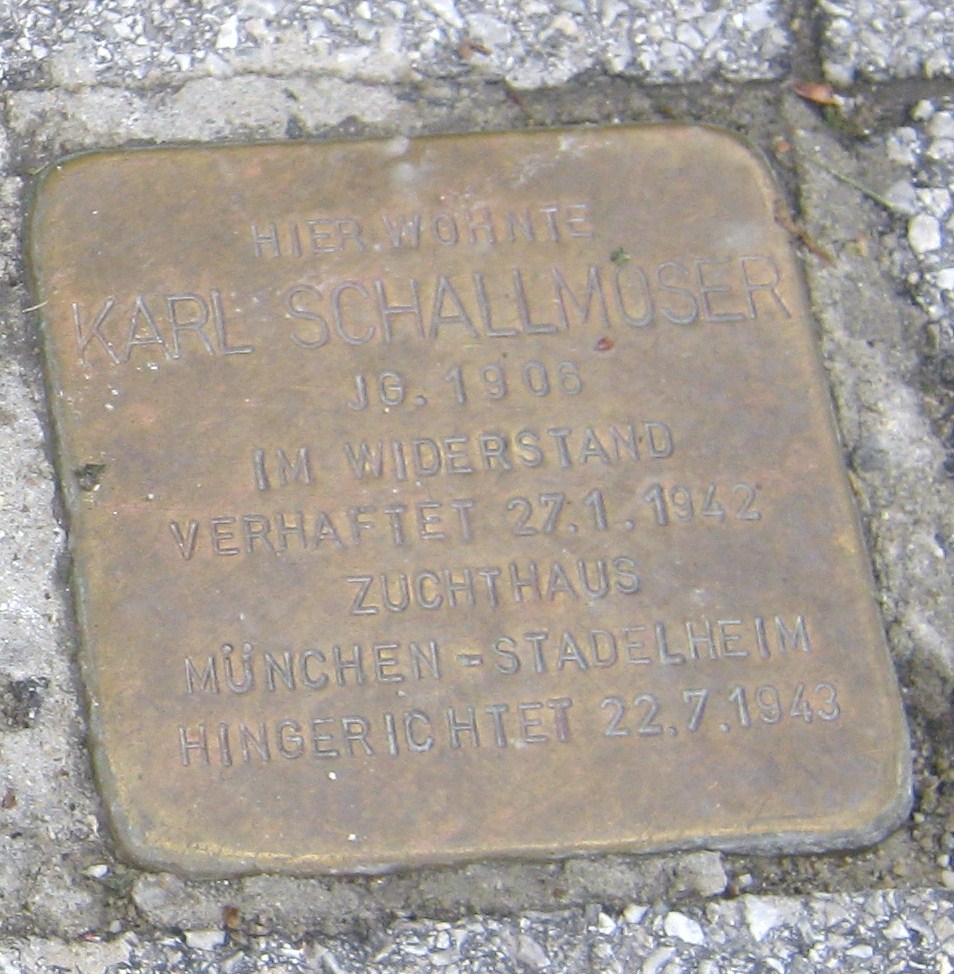 HIER WOHNTE
KARL SCHALLMOSER
JG. 1906
IM WIDERSTAND
VERHAFTET 27.1.1942
ZUCHTHAUS
MÜNCHEN-STADELHEIM
HINGERICHTET 22.7.1943